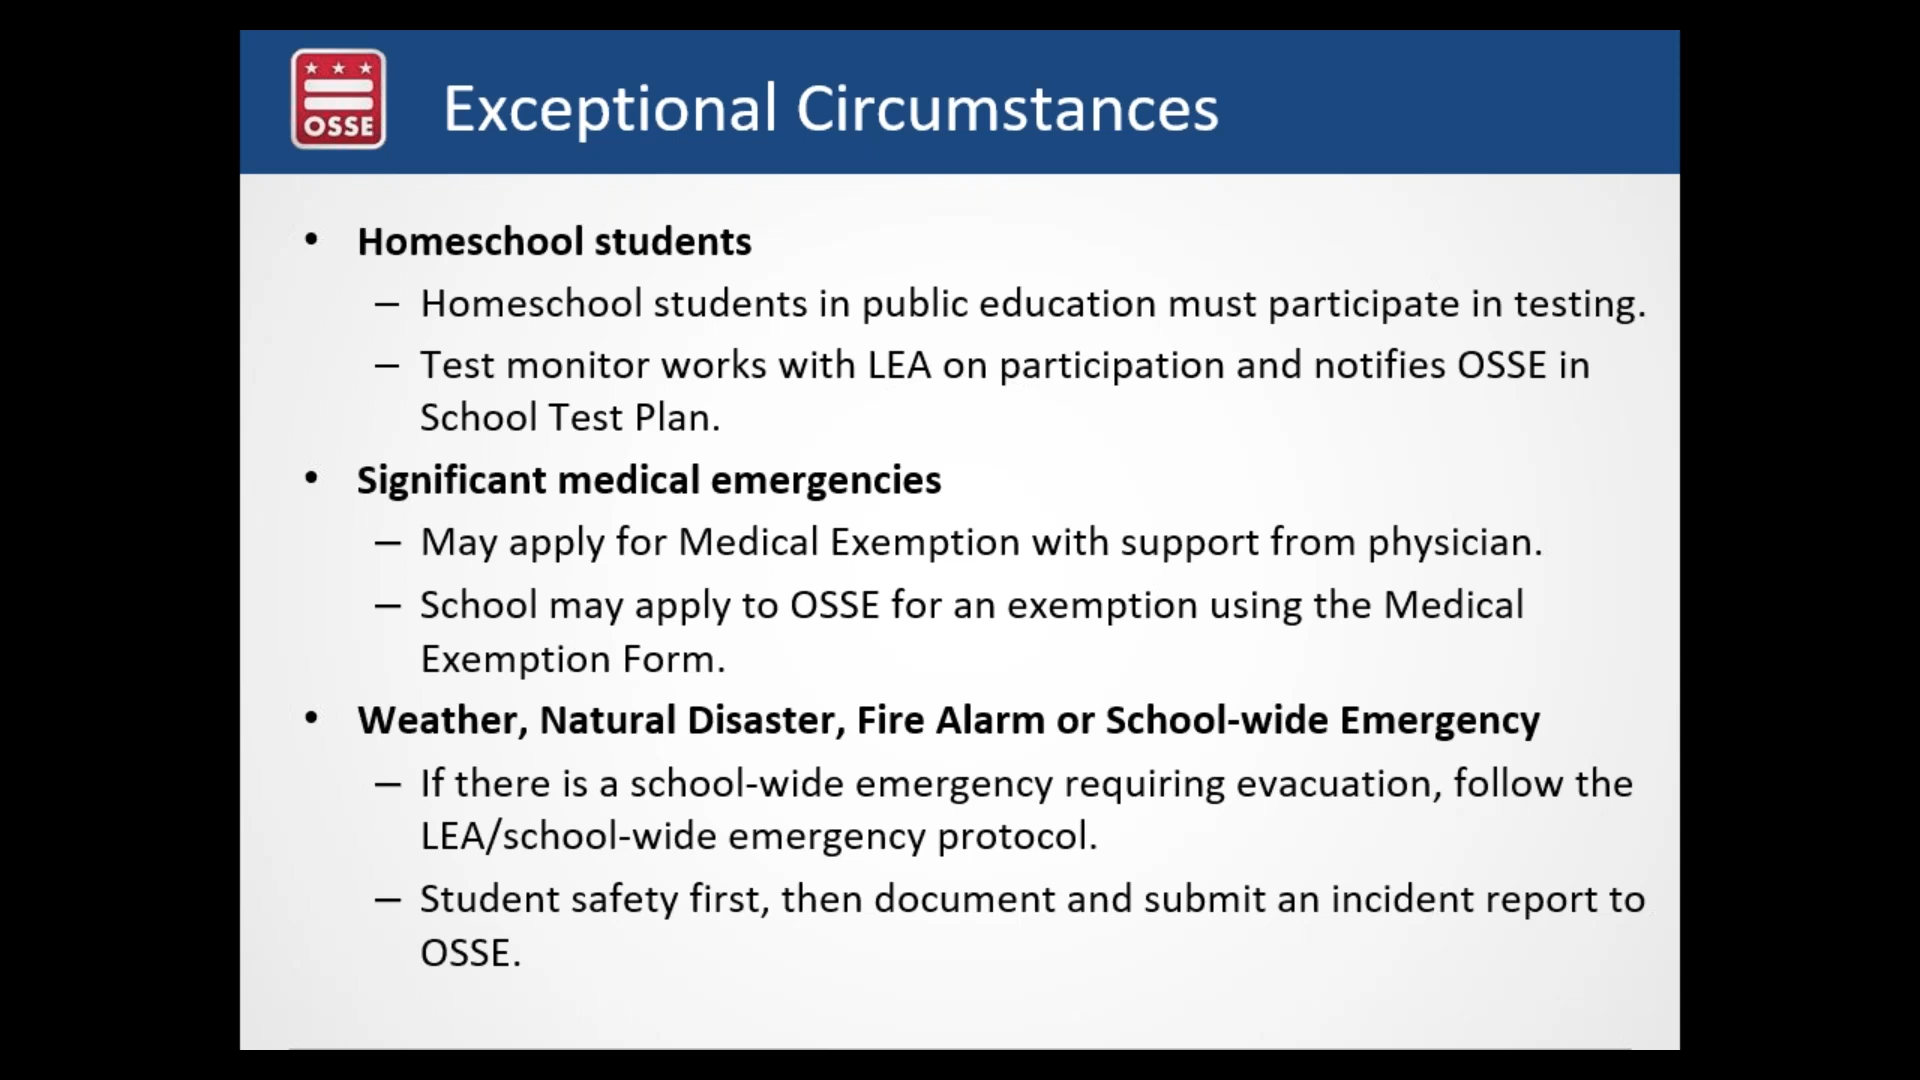 OSSE
Exceptional Circumstances
• Homeschool students
– Homeschool students in public education must participate in testing.
– Test monitor works with LEA on participation and notifies OSSE in
School Test Plan.
• Significant medical emergencies
– May apply for Medical Exemption with support from physician.
– School may apply to OSSE for an exemption using the Medical
Exemption Form.
• Weather, Natural Disaster, Fire Alarm or School-wide Emergency
– If there is a school-wide emergency requiring evacuation, follow the
LEA/school-wide emergency protocol.
– Student safety first, then document and submit an incident report to
OSSE.